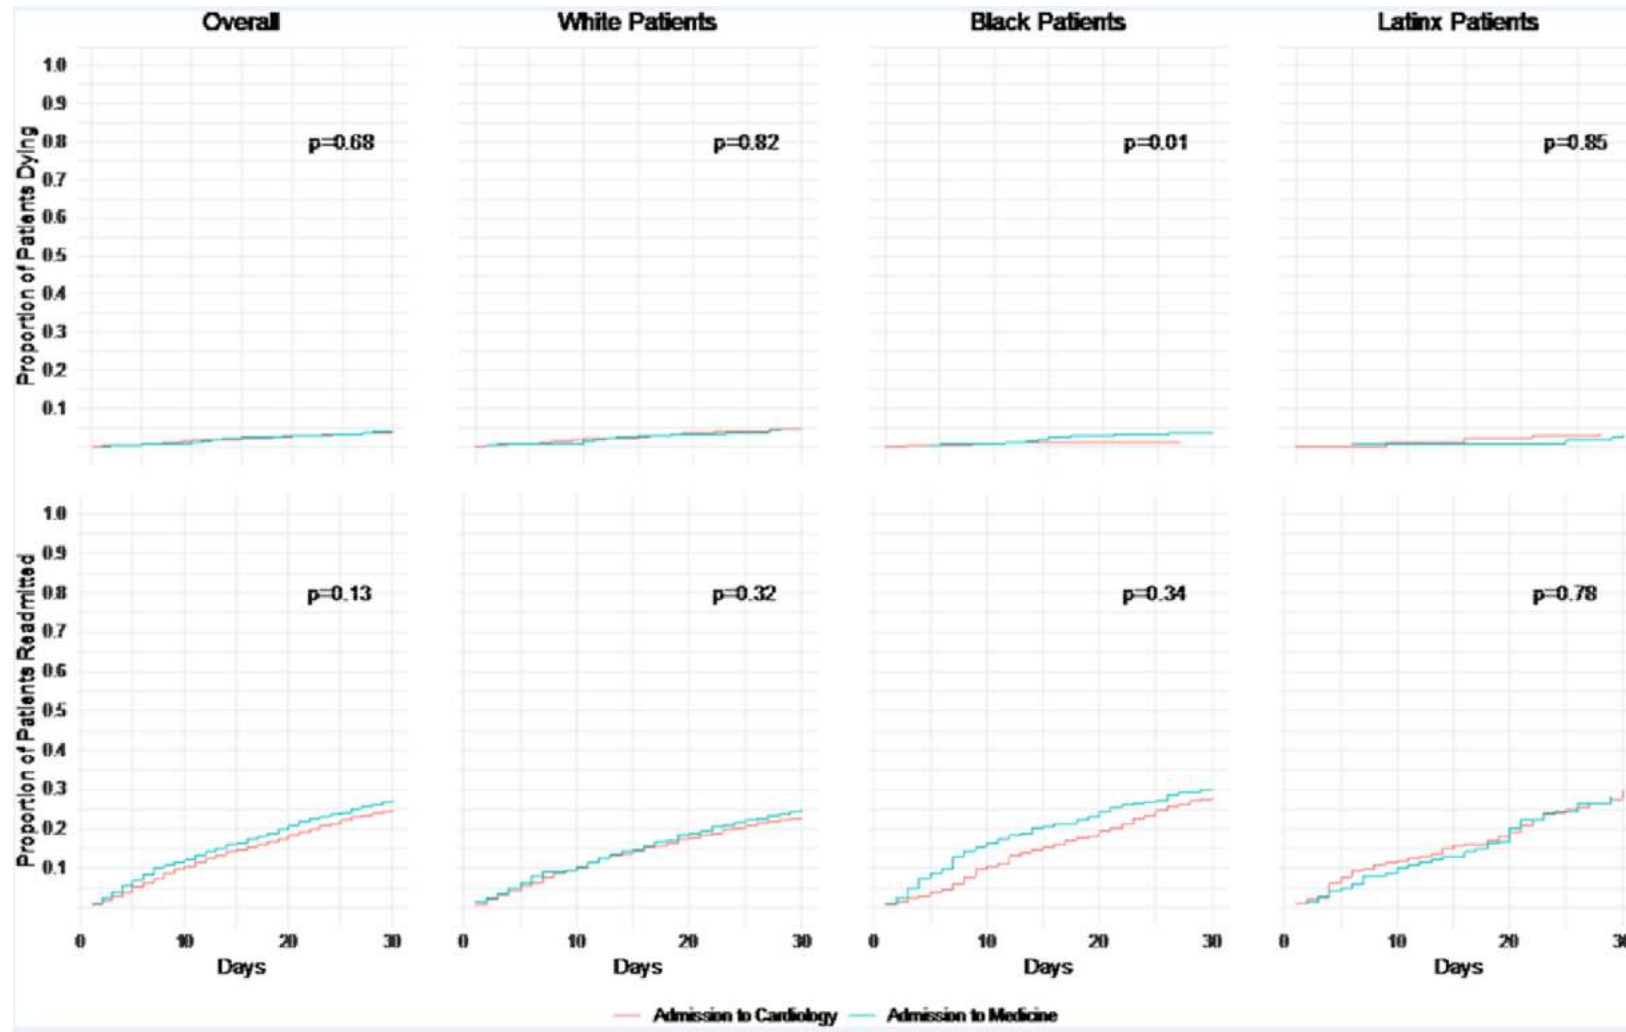 Overall White Patients Black Patients Latinx Patients
Proportion of Patients Dying
1.0
0.9
0.8
0.7
0.6
0.5
0.4
0.3
0.2
0.1
p=0.68 p=0.82 p=0.01 p=0.85
Proportion of Patients Readmitted
1.0
0.9
0.8
0.7
0.6
0.5
0.4
0.3
0.2
0.1
p=0.13 p=0.32 p=0.34 p=0.78
0 10 20 30 0 10 20 30 0 10 20 30 0 10 20 30
Days Days Days Days
Admission to Cardiology Admission to Medicine